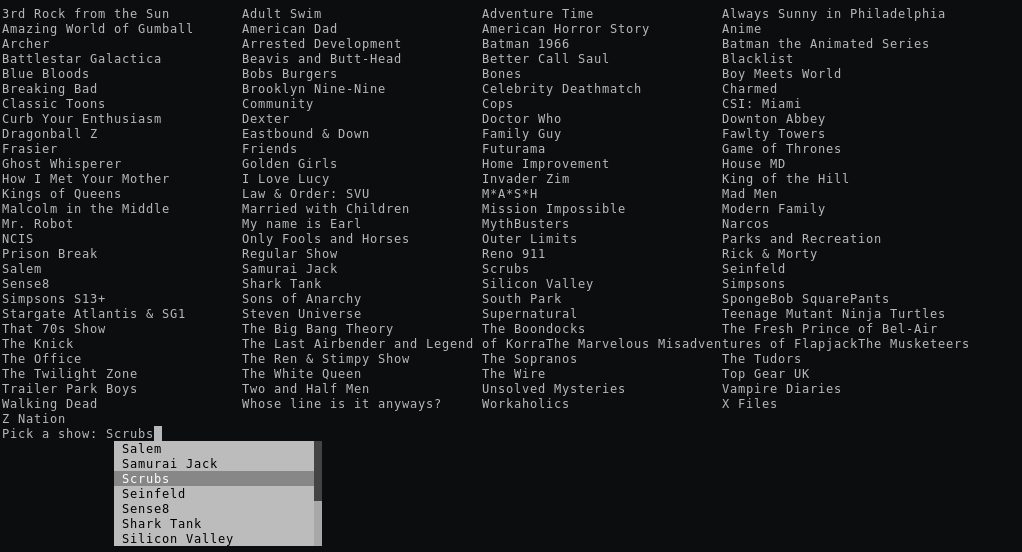 3rd Rock from the Sun Adult Swim Adventure Time Always Sunny in Philadelphia
Amazing World of Gumball American Dad American Horror Story Anime
Archer Arrested Development Batman 1966 Batman the Animated Series
Battlestar Galactica Beavis and Butt-Head Better Call Saul Blacklist
Blue Bloods Bobs Burgers Bones Boy Meets World
Breaking Bad Brooklyn Nine-Nine Celebrity Deathmatch Charmed
Classic Toons Community Cops CSI: Miami
Curb Your Enthusiasm Dexter Doctor Who Downton Abbey
Dragonball Z Eastbound & Down Family Guy Fawlty Towers
Frasier Friends Futurama Game of Thrones
Ghost Whisperer Golden Girls Home Improvement House MD
How I Met Your Mother I Love Lucy Invader Zim King of the Hill
Kings of Queens Law & Order: SVU M*A*S*H Mad Men
Malcolm in the Middle Married with Children Mission Impossible Modern Family
Mr. Robot My name is Earl MythBusters Narcos
NCIS Only Fools and Horses Outer Limits Parks and Recreation
Prison Break Regular Show Reno 911 Rick & Morty
Salem Samurai Jack Scrubs Seinfeld
Sense8 Shark Tank Silicon Valley Simpsons
Simpsons S13+ Sons of Anarchy South Park SpongeBob SquarePants
Stargate Atlantis & SG1 Steven Universe Supernatural Teenage Mutant Ninja Turtles
That 70s Show The Big Bang Theory The Boondocks The Fresh Prince of Bel-Air
The Knick The Last Airbender and Legend of KorraThe Marvelous Misadventures of FlapjackThe Musketeers
The Office The Ren & Stimpy Show The Sopranos The Tudors
The Twilight Zone The White Queen The Wire Top Gear UK
Trailer Park Boys Two and Half Men Unsolved Mysteries Vampire Diaries
Walking Dead Whose line is it anyways? Workaholics X Files
Z Nation
Pick a show: Scrubs
Salem
Samurai Jack
Scrubs
Seinfeld
Sense8
Shark Tank
Silicon Valley